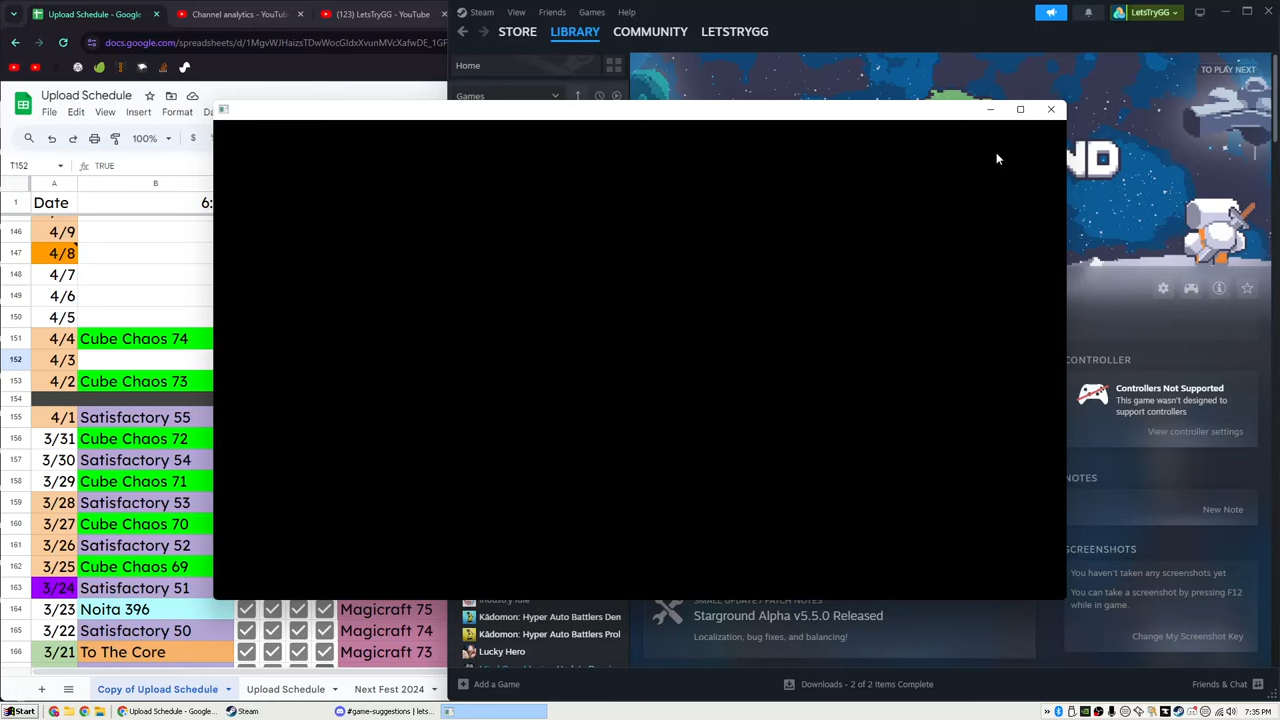 Upload Schedule - Google
Channel analytics - YouTube
LetsTryGG - YouTube
docs.google.com/spreadsheets/d/1MgvWJHaizsTDwWocGIdxXvunMVcXafwDEX_1GF
Upload Schedule
File Edit View Insert Format
100%
$
T152
TRUE
A B
1 Date 6:
146 4/9
147 4/8
148 4/7
149 4/6
150 4/5
151 4/4 Cube Chaos 74
152 4/3
153 4/2 Cube Chaos 73
154
155 4/1 Satisfactory 55
156 3/31 Cube Chaos 72
157 3/30 Satisfactory 54
158 3/29 Cube Chaos 71
159 3/28 Satisfactory 53
160 3/27 Cube Chaos 70
161 3/26 Satisfactory 52
162 3/25 Cube Chaos 69
163 3/24 Satisfactory 51
164 3/23 Noita 396 Magicraft 75
165 3/22 Satisfactory 50 Magicraft 74
166 3/21 To The Core Magicraft 73
Copy of Upload Schedule Upload Schedule Next Fest 2024
Steam View Friends Games Help
LetsTryGG
STORE LIBRARY COMMUNITY LETSTRYGG
Home
Games
TO PLAY NEXT
ND
CONTROLLER
Controllers Not Supported
This game wasn't designed to
support controllers
View controller settings
NOTES
New Note
SCREENSHOTS
You haven't taken any screenshots yet
You can take a screenshot by pressing F12
while in game.
Change My Screenshot Key
Industry Idle
Kādomon: Hyper Auto Battlers Den
Kādomon: Hyper Auto Battlers Prol
Lucky Hero
SMALL UPDATE / PATCH NOTES
Starground Alpha v5.5.0 Released
Localization, bug fixes, and balancing!
Add a Game
Downloads - 2 of 2 Items Complete
Friends & Chat
Start
Upload Schedule - Google...
Steam
#game-suggestions | lets...
7:35 PM